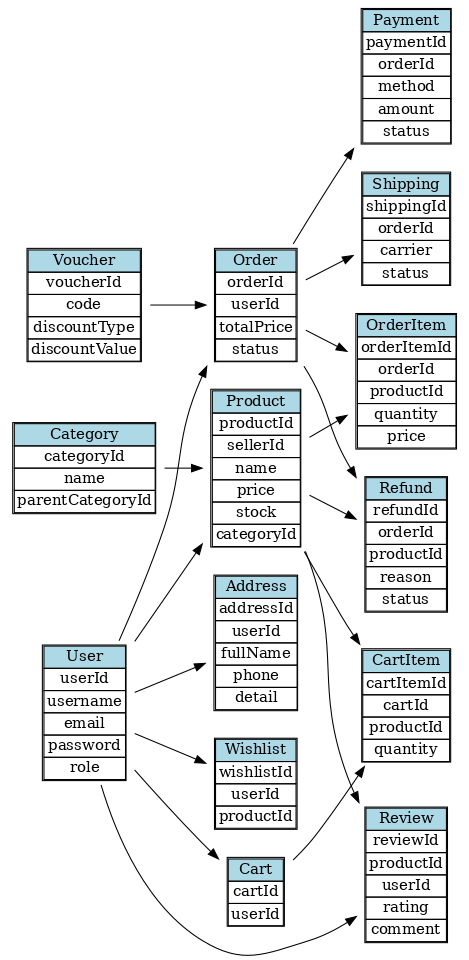 Payment
paymentId
orderId
method
amount
status
Shipping
shippingId
orderId
carrier
status
Voucher
voucherId
code
discountType
discountValue
Order
orderId
userId
totalPrice
status
OrderItem
orderItemId
orderId
productId
quantity
price
Category
categoryId
name
parentCategoryId
Product
productId
sellerId
name
price
stock
categoryId
Refund
refundId
orderId
productId
reason
status
User
userId
username
email
password
role
Address
addressId
userId
fullName
phone
detail
CartItem
cartItemId
cartId
productId
quantity
Wishlist
wishlistId
userId
productId
Cart
cartId
userId
Review
reviewId
productId
userId
rating
comment